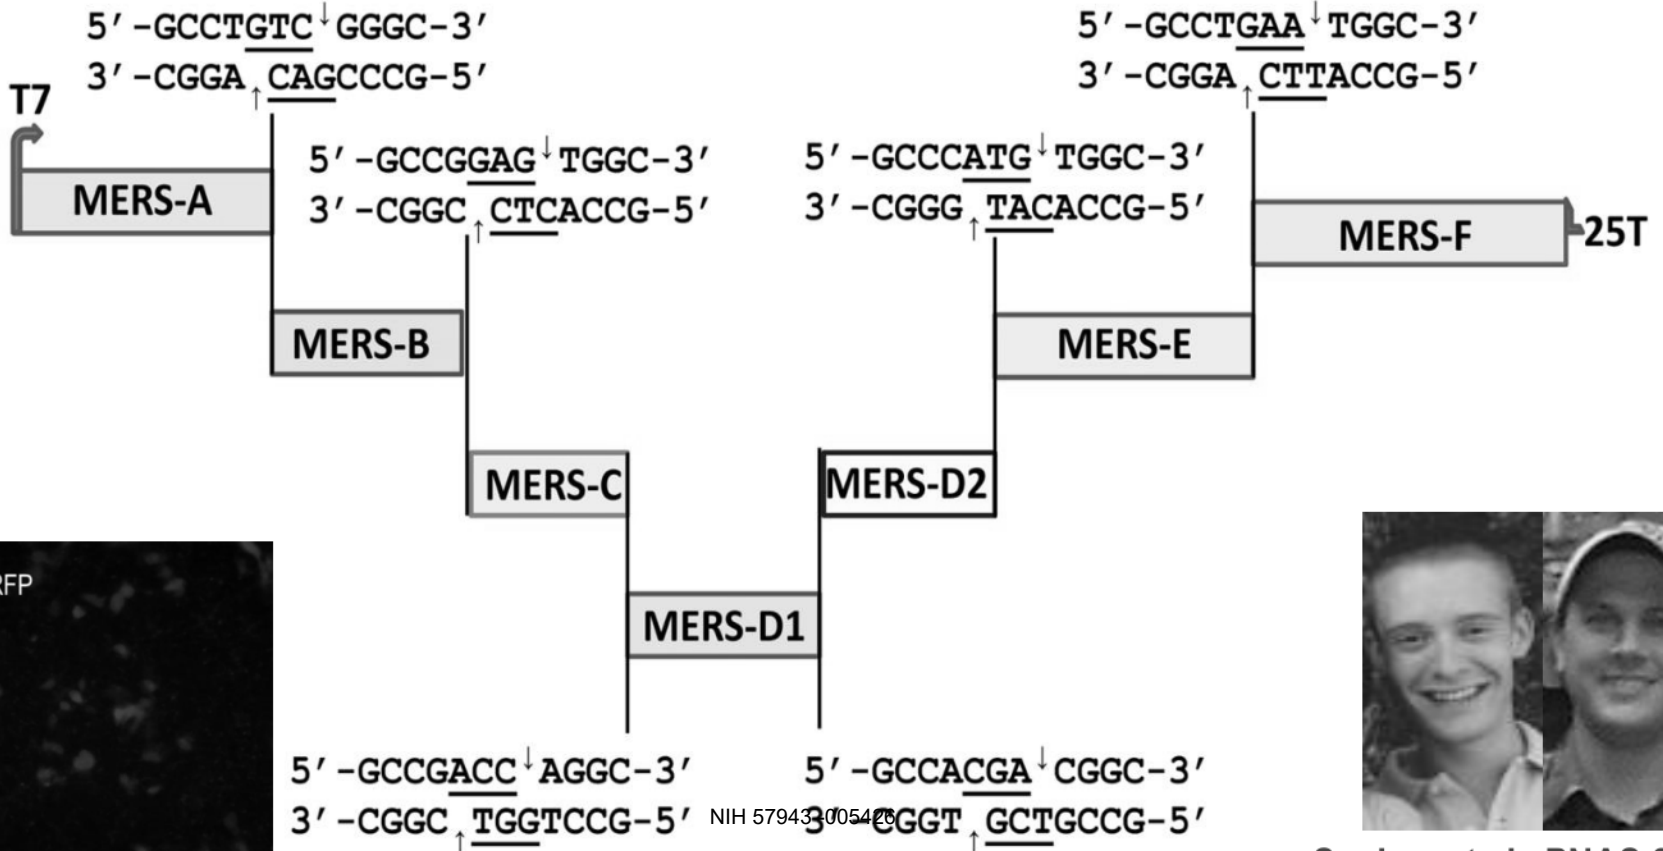 5′-GCCTGTC↓GGGC-3′
3′-CGGA↑CAGCCCG-5′
5′-GCCTGAA↓TGGC-3′
3′-CGGA↑CTTACCG-5′
T7
MERS-A
5′-GCCGGAG↓TGGC-3′
3′-CGGC↑CTCACCG-5′
5′-GCCCATG↓TGGC-3′
3′-CGGG↑TACACCG-5′
MERS-F
25T
MERS-B
MERS-E
MERS-C
MERS-D2
RFP
MERS-D1
5′-GCCGACC↓AGGC-3′
3′-CGGC↑TGGTCCG-5′
5′-GCCACGA↓CGGC-3′
3′-CGGT↑GCTGCCG-5′
NIH 57943-005426